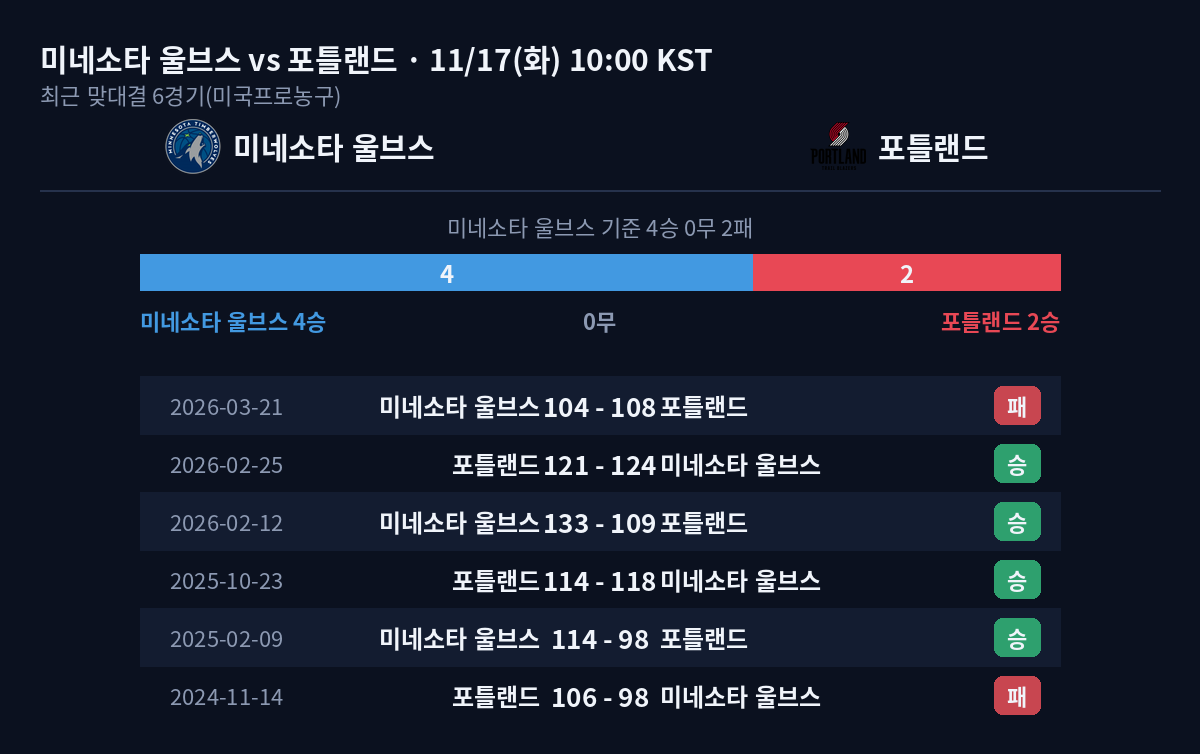 미네소타 울브스 vs 포틀랜드 · 11/17(화) 10:00 KST
최근 맞대결 6경기(미국프로농구)
MINNESOTA TIMBERWOLVES 미네소타 울브스
PORTLAND 포틀랜드
미네소타 울브스 기준 4승 0무 2패
4 2
미네소타 울브스 4승 0무 포틀랜드 2승
2026-03-21 미네소타 울브스 104 - 108 포틀랜드 패
2026-02-25 포틀랜드 121 - 124 미네소타 울브스 승
2026-02-12 미네소타 울브스 133 - 109 포틀랜드 승
2025-10-23 포틀랜드 114 - 118 미네소타 울브스 승
2025-02-09 미네소타 울브스 114 - 98 포틀랜드 승
2024-11-14 포틀랜드 106 - 98 미네소타 울브스 패